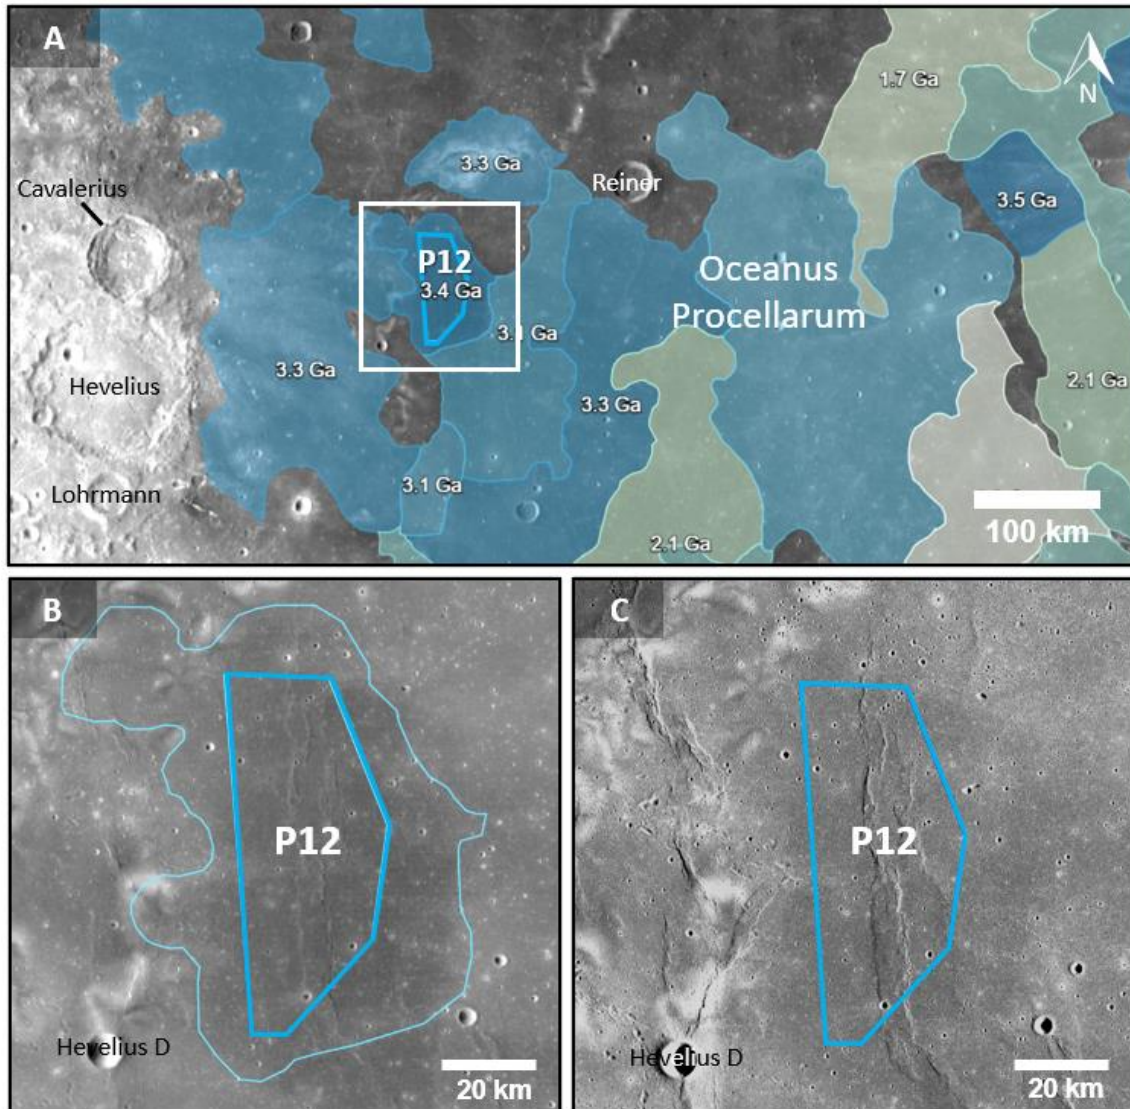 A
N
1.7 Ga
3.3 Ga
Reiner
Cavalerius
3.5 Ga
P12
3.4 Ga
Oceanus
Procellarum
3.1 Ga
3.3 Ga
Hevelius
3.3 Ga
2.1 Ga
3.1 Ga
Lohrmann
100 km
2.1 Ga
B
P12
Hevelius D
20 km
C
P12
Hevelius D
20 km